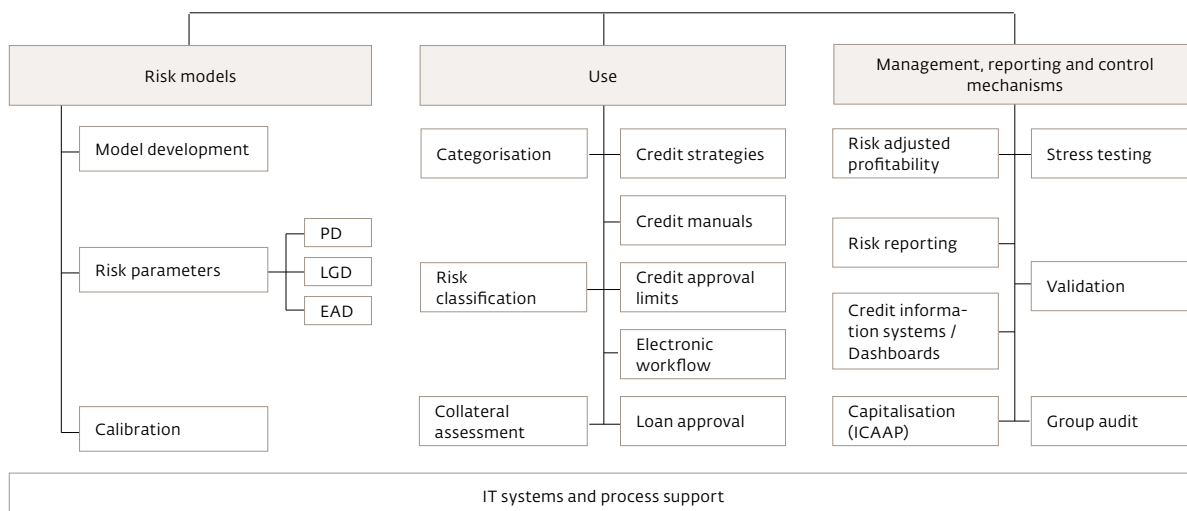 Risk models
Use
Management, reporting and control
mechanisms
Model development
Risk parameters
PD
LGD
EAD
Calibration
Categorisation
Credit strategies
Credit manuals
Risk
classification
Credit approval
limits
Electronic
workflow
Collateral
assessment
Loan approval
Risk adjusted
profitability
Stress testing
Risk reporting
Validation
Credit informa-
tion systems /
Dashboards
Capitalisation
(ICAAP)
Group audit
IT systems and process support